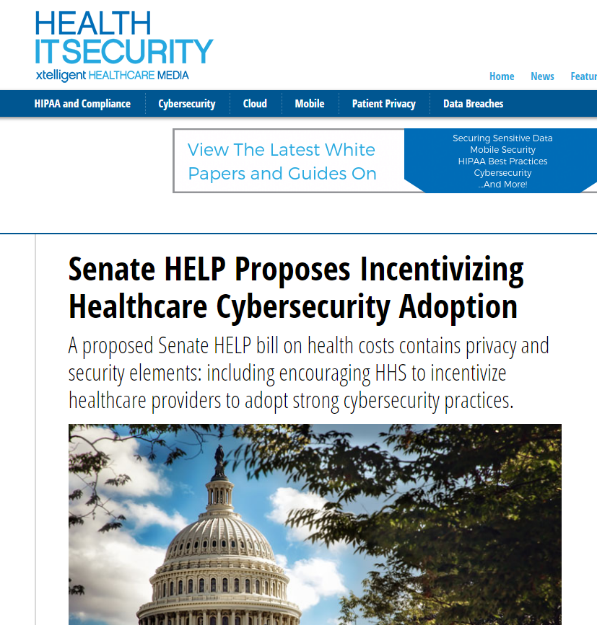 HEALTH
ITSECURITY
xtelligent HEALTHCARE MEDIA
Home News Featur
HIPAA and Compliance Cybersecurity Cloud Mobile Patient Privacy Data Breaches
View The Latest White
Papers and Guides On
Securing Sensitive Data
Mobile Security
HIPAA Best Practices
Cybersecurity
...And More!
Senate HELP Proposes Incentivizing
Healthcare Cybersecurity Adoption
A proposed Senate HELP bill on health costs contains privacy and
security elements: including encouraging HHS to incentivize
healthcare providers to adopt strong cybersecurity practices.